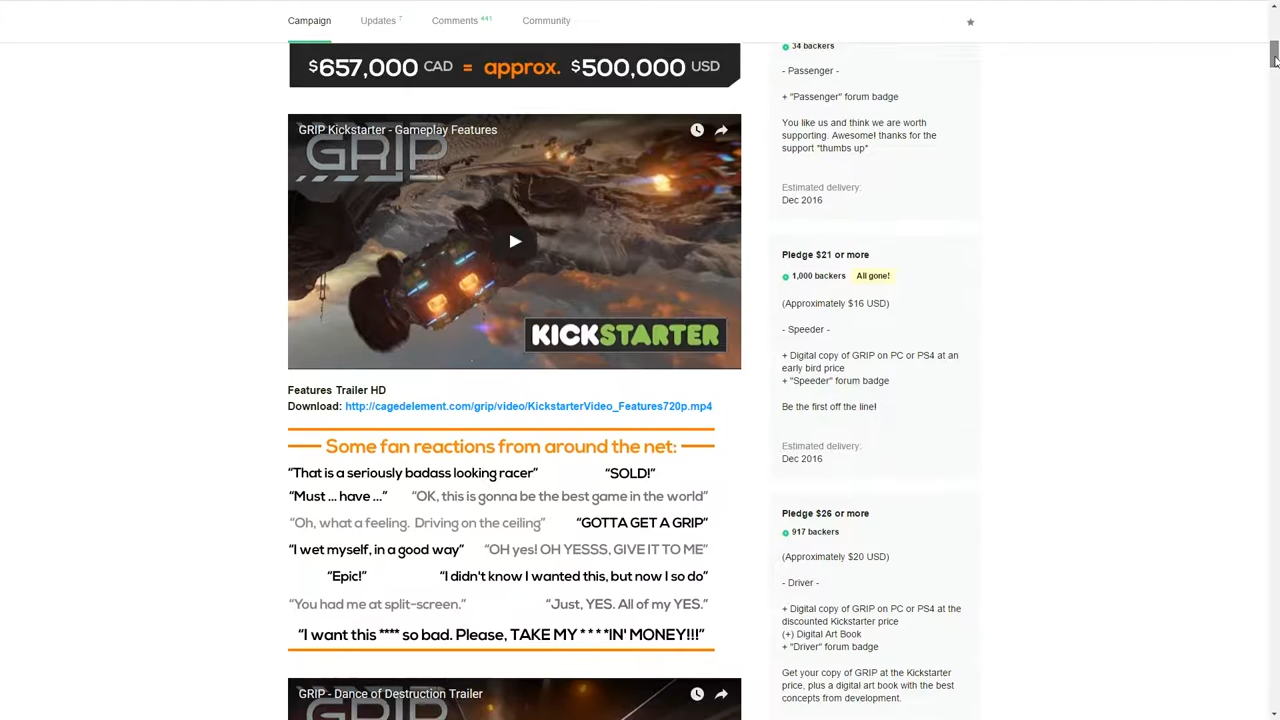 Campaign
Updates 7
Comments 441
Community
$657,000 CAD = approx. $500,000 USD
GRIP Kickstarter - Gameplay Features
GRIP
KICKSTARTER
Features Trailer HD
Download: http://cagedelement.com/grip/video/KickstarterVideo_Features720p.mp4
Some fan reactions from around the net:
“That is a seriously badass looking racer” “SOLD!”
“Must ... have ...” “OK, this is gonna be the best game in the world”
“Oh, what a feeling. Driving on the ceiling” “GOTTA GET A GRIP”
“I wet myself, in a good way” “OH yes! OH YESSS, GIVE IT TO ME”
“Epic!” “I didn't know I wanted this, but now I so do”
“You had me at split-screen.” “Just, YES. All of my YES.”
“I want this **** so bad. Please, TAKE MY ****IN' MONEY!!!”
GRIP - Dance of Destruction Trailer
GRIP
34 backers
- Passenger -
+ "Passenger" forum badge
You like us and think we are worth
supporting. Awesome! thanks for the
support *thumbs up*
Estimated delivery:
Dec 2016
Pledge $21 or more
1,000 backers All gone!
(Approximately $16 USD)
- Speeder -
+ Digital copy of GRIP on PC or PS4 at an
early bird price
+ "Speeder" forum badge
Be the first off the line!
Estimated delivery:
Dec 2016
Pledge $26 or more
917 backers
(Approximately $20 USD)
- Driver -
+ Digital copy of GRIP on PC or PS4 at the
discounted Kickstarter price
(+) Digital Art Book
+ "Driver" forum badge
Get your copy of GRIP at the Kickstarter
price, plus a digital art book with the best
concepts from development.